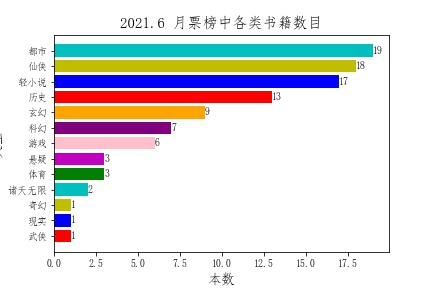 2021.6 月票榜中各类书籍数目
都市 19
仙侠 18
轻小说 17
历史 13
玄幻 9
科幻 7
游戏 6
悬疑 3
体育 3
诸天无限 2
奇幻 1
现实 1
武侠 1
0.0 2.5 5.0 7.5 10.0 12.5 15.0 17.5
本数